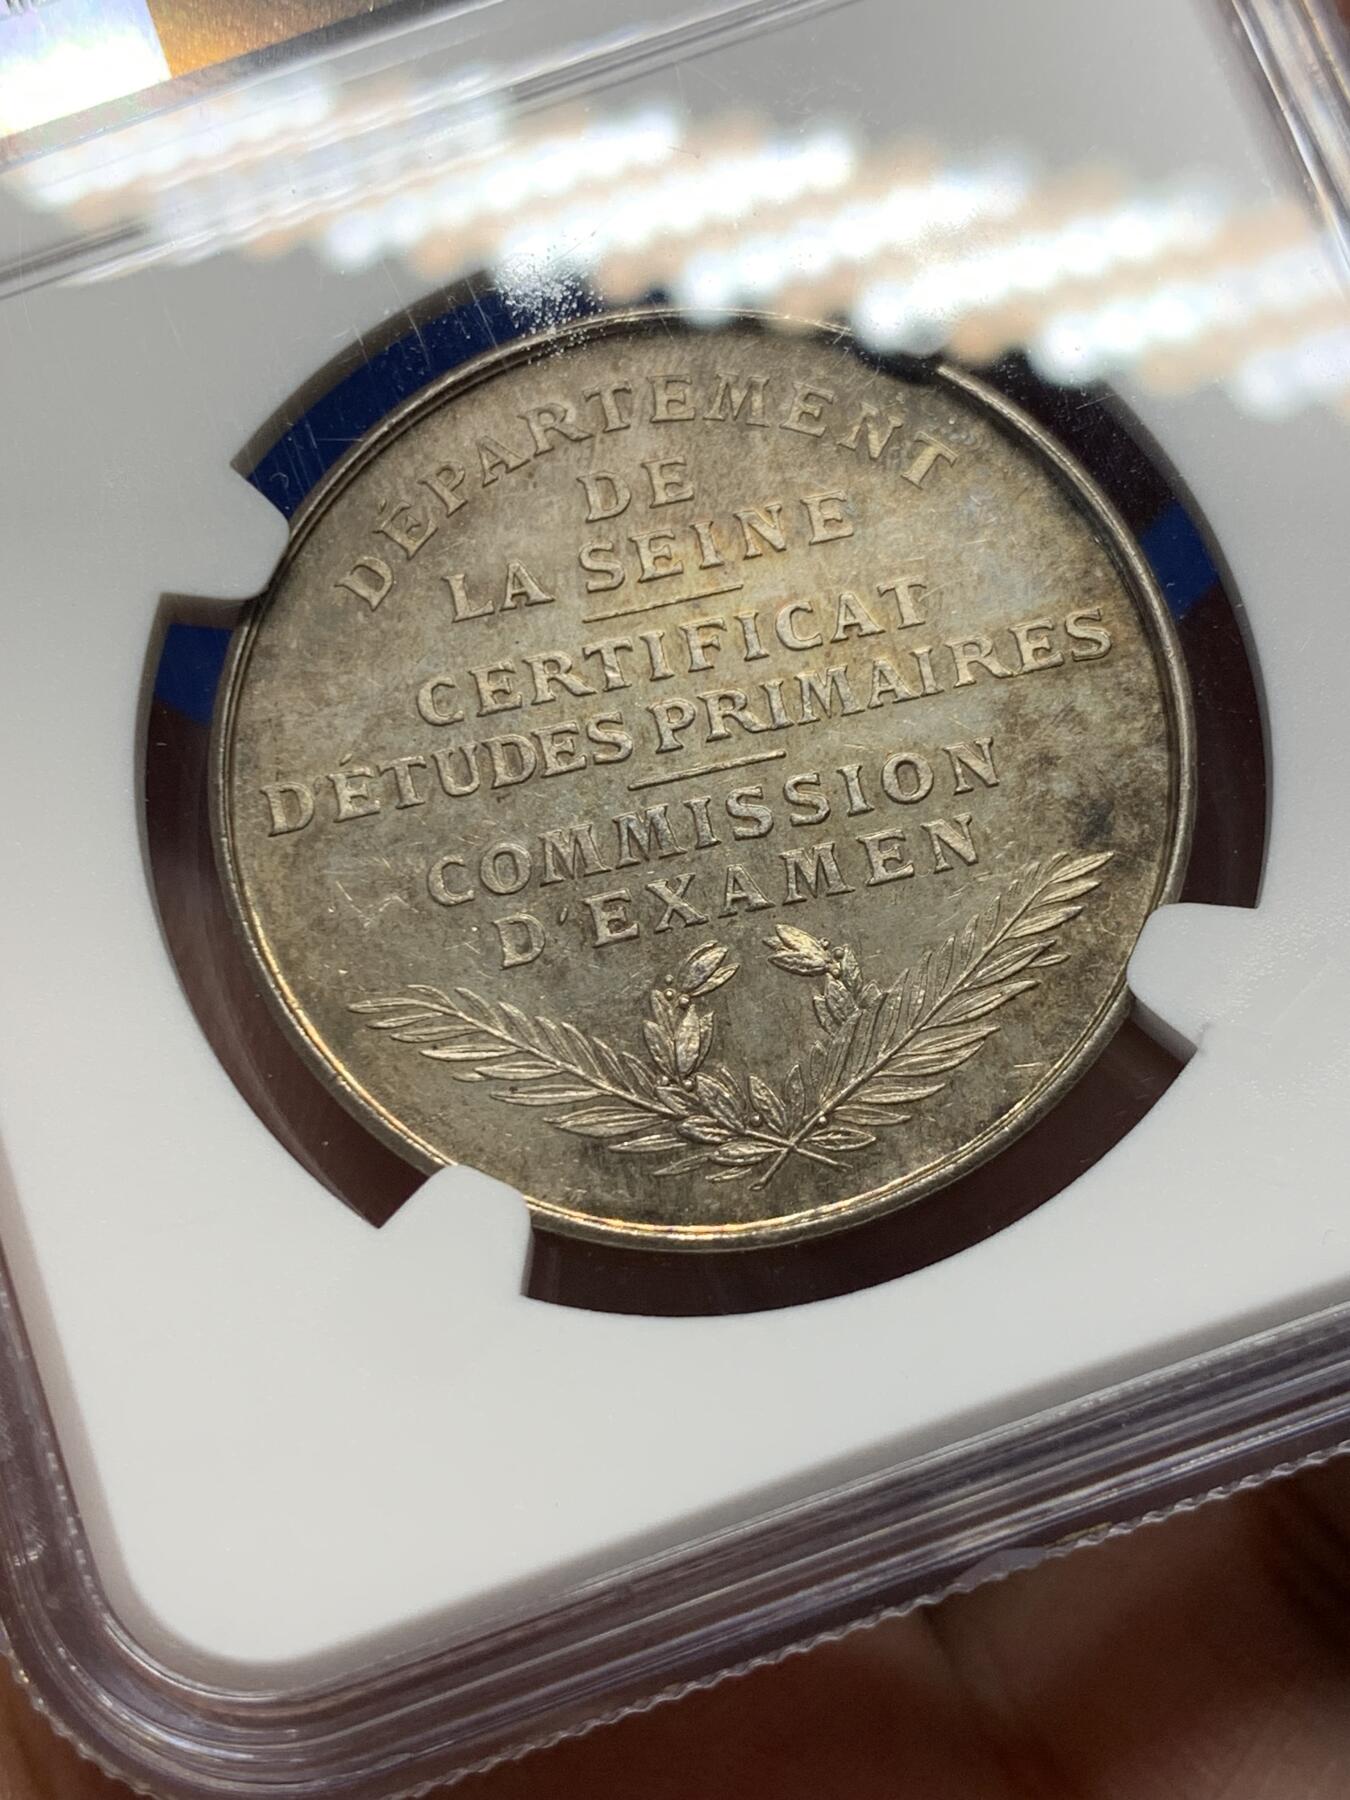 DÉPARTEMENT
DE
LA SEINE
CERTIFICAT
D'ÉTUDES PRIMAIRES
COMMISSION
D'EXAMEN